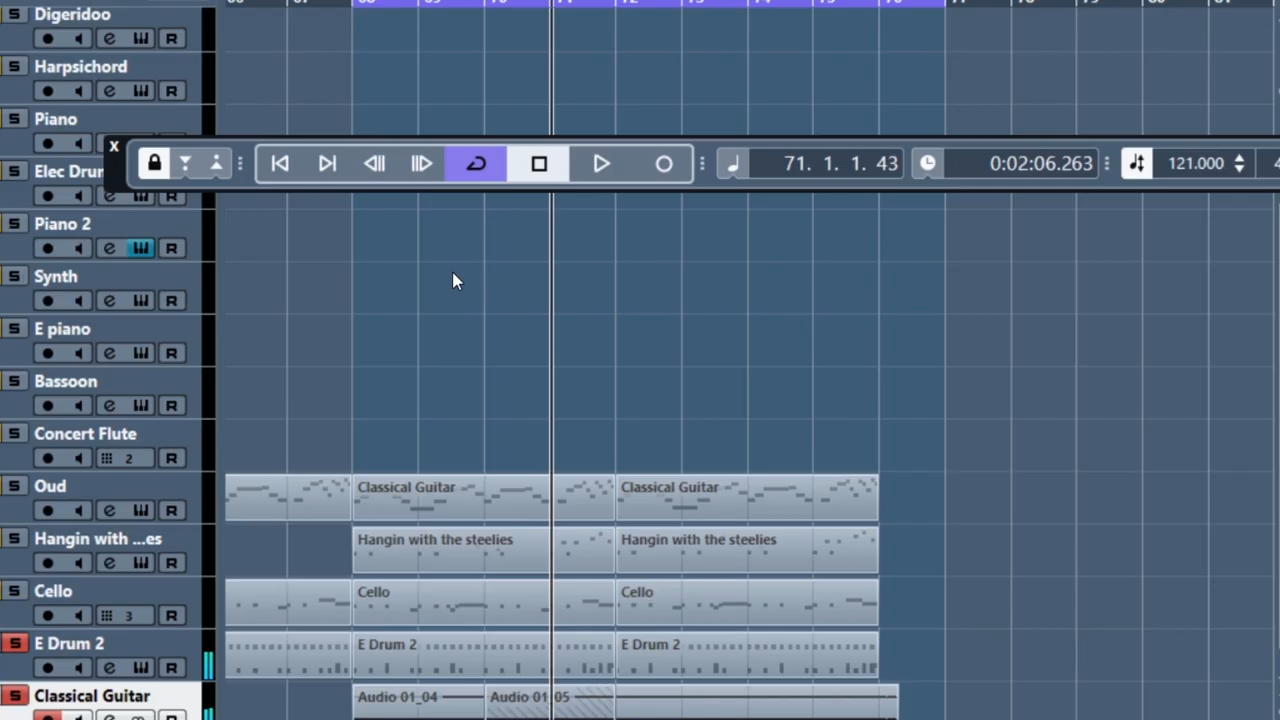 S Digeridoo
e R
S Harpsichord
e R
S Piano
X
71. 1. 1. 43
0:02:06.263
121.000
S Elec Dru
e R
S Piano 2
e R
S Synth
e R
S E piano
e R
S Bassoon
e R
S Concert Flute
2 R
S Oud Classical Guitar Classical Guitar
e R
S Hangin with ...es Hangin with the steelies Hangin with the steelies
e R
S Cello Cello Cello
3 R
S E Drum 2 E Drum 2 E Drum 2
e R
S Classical Guitar Audio 01_04 Audio 01_05